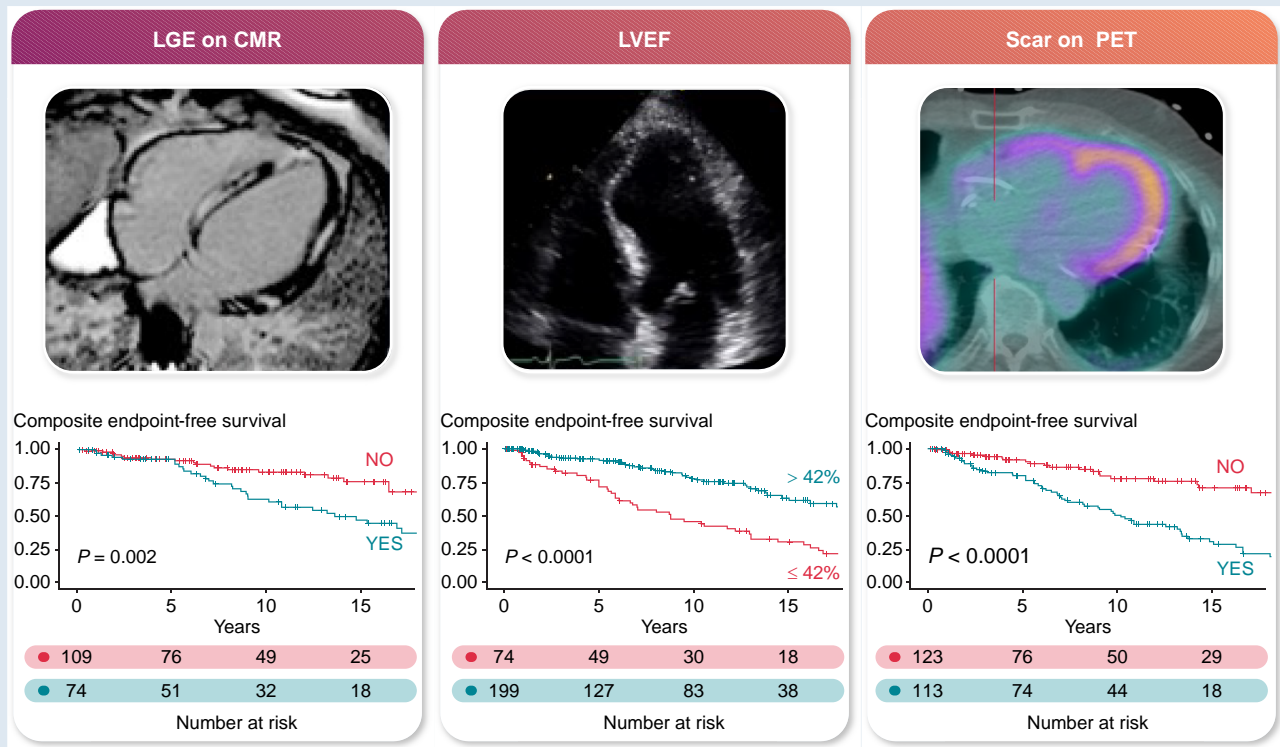 LGE on CMR
Composite endpoint-free survival
1.00
0.75
0.50
0.25
0.00
NO
YES
P = 0.002
0 5 10 15
Years
109 76 49 25
74 51 32 18
Number at risk
LVEF
Composite endpoint-free survival
1.00
0.75
0.50
0.25
0.00
> 42%
≤ 42%
P < 0.0001
0 5 10 15
Years
74 49 30 18
199 127 83 38
Number at risk
Scar on PET
Composite endpoint-free survival
1.00
0.75
0.50
0.25
0.00
NO
YES
P < 0.0001
0 5 10 15
Years
123 76 50 29
113 74 44 18
Number at risk